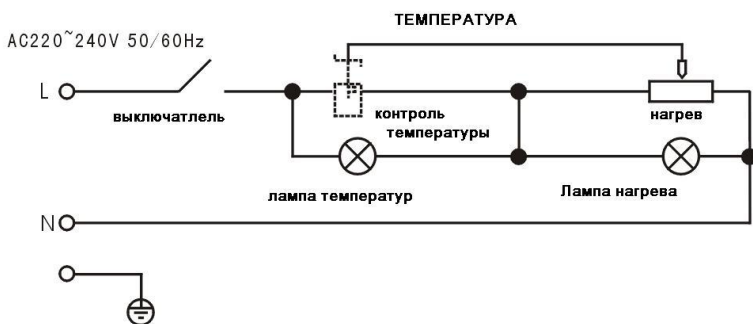 ТЕМПЕРАТУРА
AC220~240V 50/60Hz
L
выключатлель
контроль
температуры
нагрев
лампа температур
Лампа нагрева
N